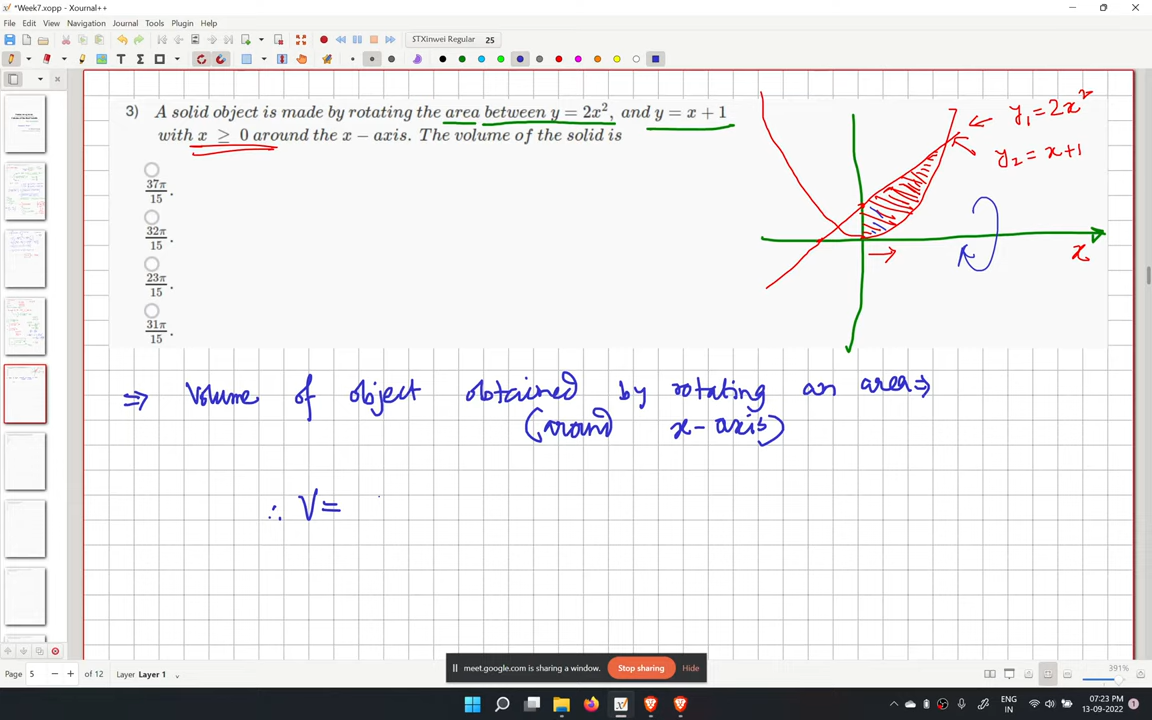 *Week7.xopp - Xournal++
File Edit View Navigation Journal Tools Plugin Help
STXinwei Regular 25
3) A solid object is made by rotating the area between y = 2x², and y = x + 1
with x ≥ 0 around the x − axis. The volume of the solid is
37π/15.
32π/15.
23π/15.
31π/15.
y₁ = 2x²
y₂ = x+1
x
⇒ Volume of object obtained by rotating an area ⇒
(around x-axis)
∴ V =
meet.google.com is sharing a window. Stop sharing Hide
Page 5 of 12 Layer Layer 1
391%
ENG
IN
07:23 PM
13-09-2022
1